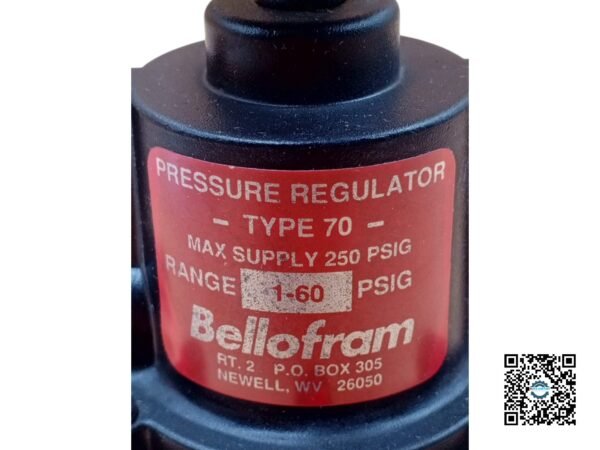 PRESSURE REGULATOR
- TYPE 70 -
MAX SUPPLY 250 PSIG
RANGE 1-60 PSIG
Bellofram
RT. 2 P.O. BOX 305
NEWELL, WV 26050